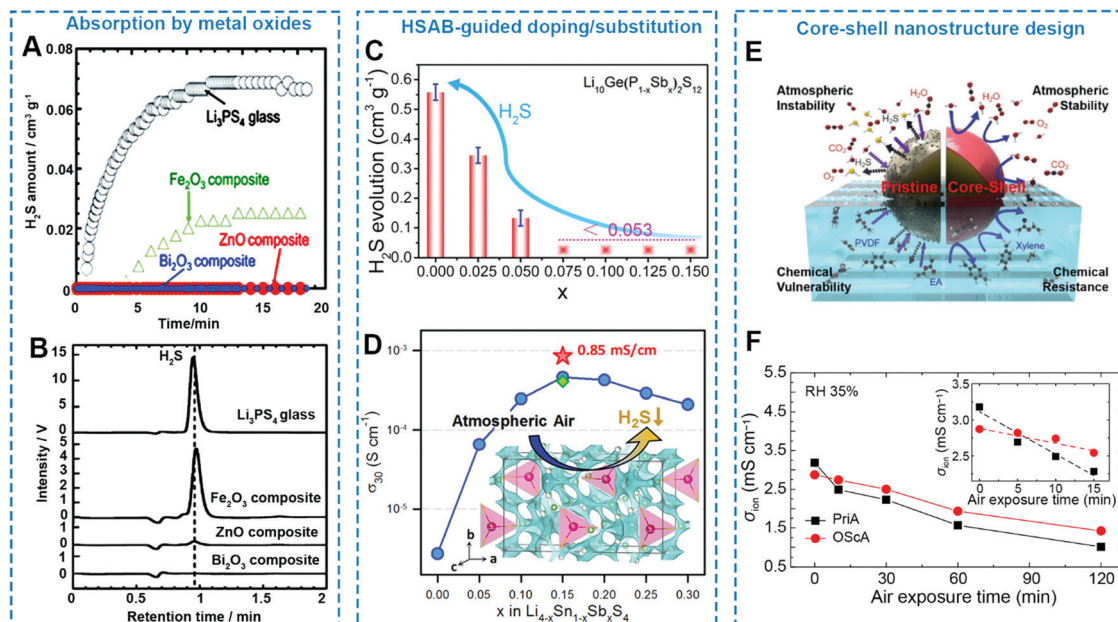 Absorption by metal oxides
A
H₂S amount / cm³ g⁻¹
0.08
0.06
0.04
0.02
0
Li₃PS₄ glass
Fe₂O₃ composite
ZnO composite
Bi₂O₃ composite
0 5 10 15 20
Time/min
B
H₂S
Intensity / V
15
10
5
0
5
4
3
2
1
0
1
0
1
0
Li₃PS₄ glass
Fe₂O₃ composite
ZnO composite
Bi₂O₃ composite
0 0.5 1 1.5 2
Retention time / min
HSAB-guided doping/substitution
C
H₂S evolution (cm³ g⁻¹)
0.6
0.5
0.4
0.3
0.2
0.1
0.0
Li₁₀Ge(P₁₋ₓSbₓ)₂S₁₂
H₂S
< 0.053
0.000 0.025 0.050 0.075 0.100 0.125 0.150
x
D
σ₃₀ (S cm⁻¹)
10⁻³
10⁻⁴
10⁻⁵
0.85 mS/cm
Atmospheric Air
H₂S↓
b
c
a
0.00 0.05 0.10 0.15 0.20 0.25 0.30
x in Li₄₋ₓSn₁₋ₓSbₓS₄
Core-shell nanostructure design
E
Atmospheric
Instability
Atmospheric
Stability
H₂O
H₂O
H₂S
O₂
CO₂
H₂S
O₂
CO₂
Pristine
Core-Shell
PVDF
Xylene
EA
Chemical
Vulnerability
Chemical
Resistance
F
σion (mS cm⁻¹)
5.5
4.5
3.5
2.5
1.5
0.5
RH 35%
PriA
OScA
σion (mS cm⁻¹)
3.5
3.0
2.5
0 5 10 15
Air exposure time (min)
0 30 60 90 120
Air exposure time (min)